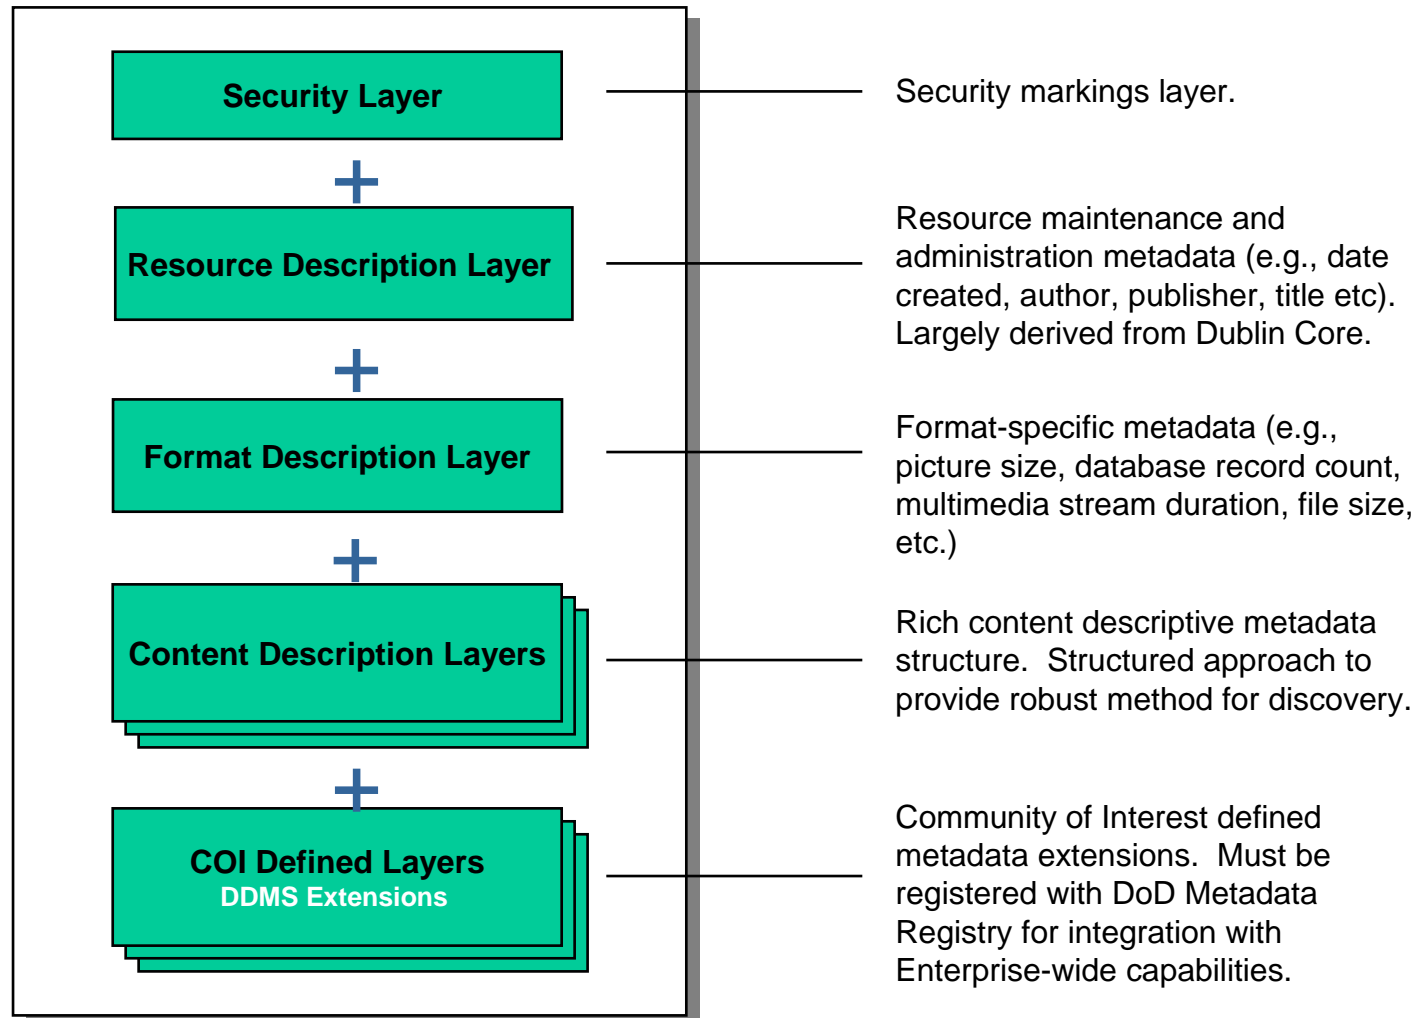 Security Layer
Security markings layer.
Resource Description Layer
Resource maintenance and
administration metadata (e.g., date
created, author, publisher, title etc).
Largely derived from Dublin Core.
Format Description Layer
Format-specific metadata (e.g.,
picture size, database record count,
multimedia stream duration, file size,
etc.)
Content Description Layers
Rich content descriptive metadata
structure.  Structured approach to
provide robust method for discovery.
COI Defined Layers
DDMS Extensions
Community of Interest defined
metadata extensions.  Must be
registered with DoD Metadata
Registry for integration with
Enterprise-wide capabilities.